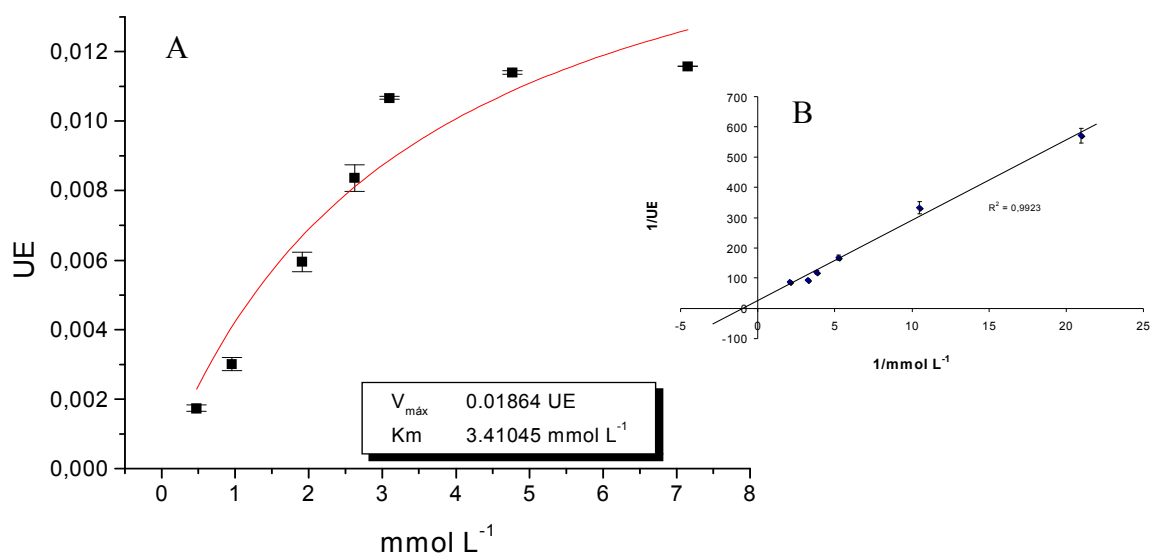 A
0,012
0,010
0,008
0,006
0,004
0,002
0,000
UE
0 1 2 3 4 5 6 7 8
mmol L⁻¹
Vmáx 0.01864 UE
Km 3.41045 mmol L⁻¹
B
700
600
500
400
300
200
100
0
-100
1/UE
-5 0 5 10 15 20 25
1/mmol L⁻¹
R² = 0,9923